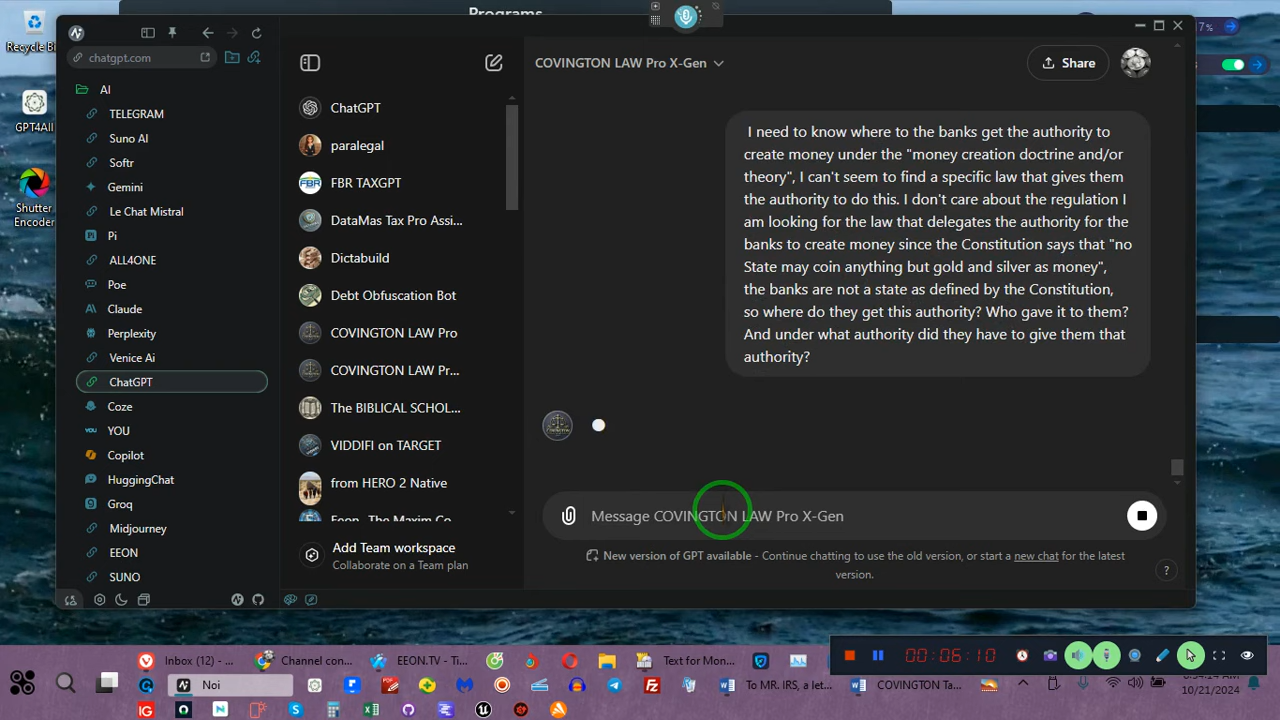 Programs
Recycle Bin
GPT4All
Shutter
Encoder
chatgpt.com
AI
TELEGRAM
Suno AI
Softr
Gemini
Le Chat Mistral
Pi
ALL4ONE
Poe
Claude
Perplexity
Venice Ai
ChatGPT
Coze
YOU
YOU
Copilot
HuggingChat
Groq
Midjourney
EEON
SUNO
ChatGPT
paralegal
FBR
FBR TAXGPT
DataMas Tax Pro Assi...
Dictabuild
Debt Obfuscation Bot
COVINGTON LAW Pro
COVINGTON LAW Pr...
The BIBLICAL SCHOL...
VIDDIFI on TARGET
from HERO 2 Native
Feon - The Maxim Co
Add Team workspace
Collaborate on a Team plan
COVINGTON LAW Pro X-Gen
Share
7%
I need to know where to the banks get the authority to
create money under the "money creation doctrine and/or
theory", I can't seem to find a specific law that gives them
the authority to do this. I don't care about the regulation I
am looking for the law that delegates the authority for the
banks to create money since the Constitution says that "no
State may coin anything but gold and silver as money",
the banks are not a state as defined by the Constitution,
so where do they get this authority? Who gave it to them?
And under what authority did they have to give them that
authority?
Message COVINGTON LAW Pro X-Gen
New version of GPT available - Continue chatting to use the old version, or start a new chat for the latest
version.
?
00:06:10
Inbox (12) - ...
Channel con...
EEON.TV - Ti...
Text for Mon...
Noi
PDF
Fz
To MR. IRS, a let...
COVINGTON Ta...
IG
N
S
10/21/2024